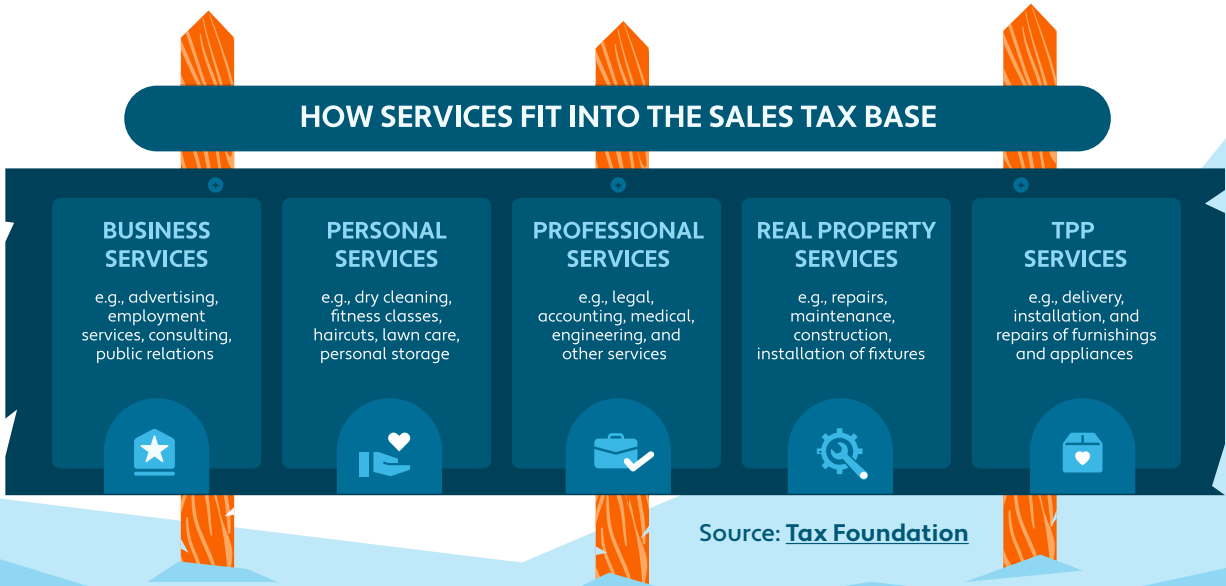 HOW SERVICES FIT INTO THE SALES TAX BASE
BUSINESS
SERVICES
e.g., advertising,
employment
services, consulting,
public relations
PERSONAL
SERVICES
e.g., dry cleaning,
fitness classes,
haircuts, lawn care,
personal storage
PROFESSIONAL
SERVICES
e.g., legal,
accounting, medical,
engineering, and
other services
REAL PROPERTY
SERVICES
e.g., repairs,
maintenance,
construction,
installation of fixtures
TPP
SERVICES
e.g., delivery,
installation, and
repairs of furnishings
and appliances
Source: Tax Foundation